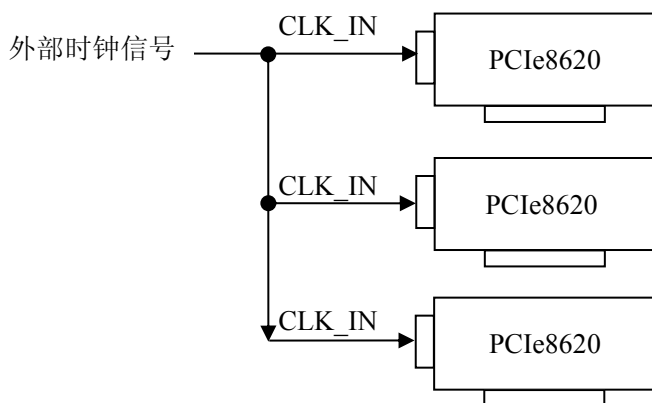 外部时钟信号
CLK_IN
PCIe8620
CLK_IN
PCIe8620
CLK_IN
PCIe8620